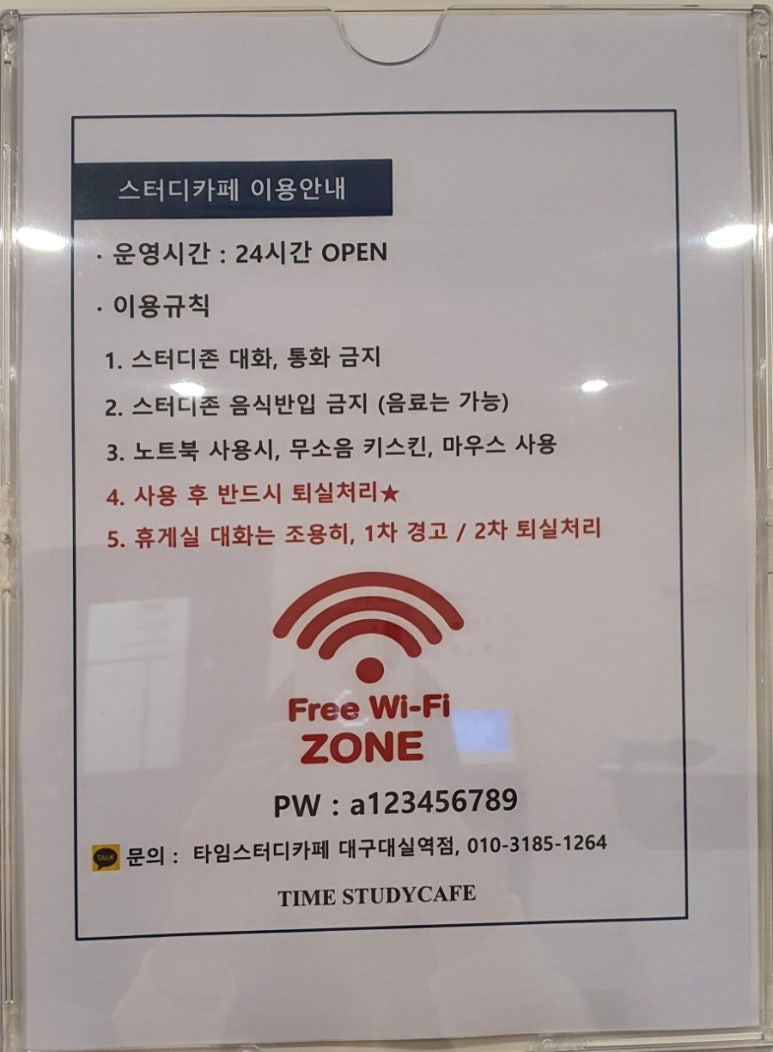 스터디카페 이용안내
· 운영시간 : 24시간 OPEN
· 이용규칙
1. 스터디존 대화, 통화 금지
2. 스터디존 음식반입 금지 (음료는 가능)
3. 노트북 사용시, 무소음 키스킨, 마우스 사용
4. 사용 후 반드시 퇴실처리★
5. 휴게실 대화는 조용히, 1차 경고 / 2차 퇴실처리
Free Wi-Fi
ZONE
PW : a123456789
TALK 문의 : 타임스터디카페 대구대실역점, 010-3185-1264
TIME STUDYCAFE